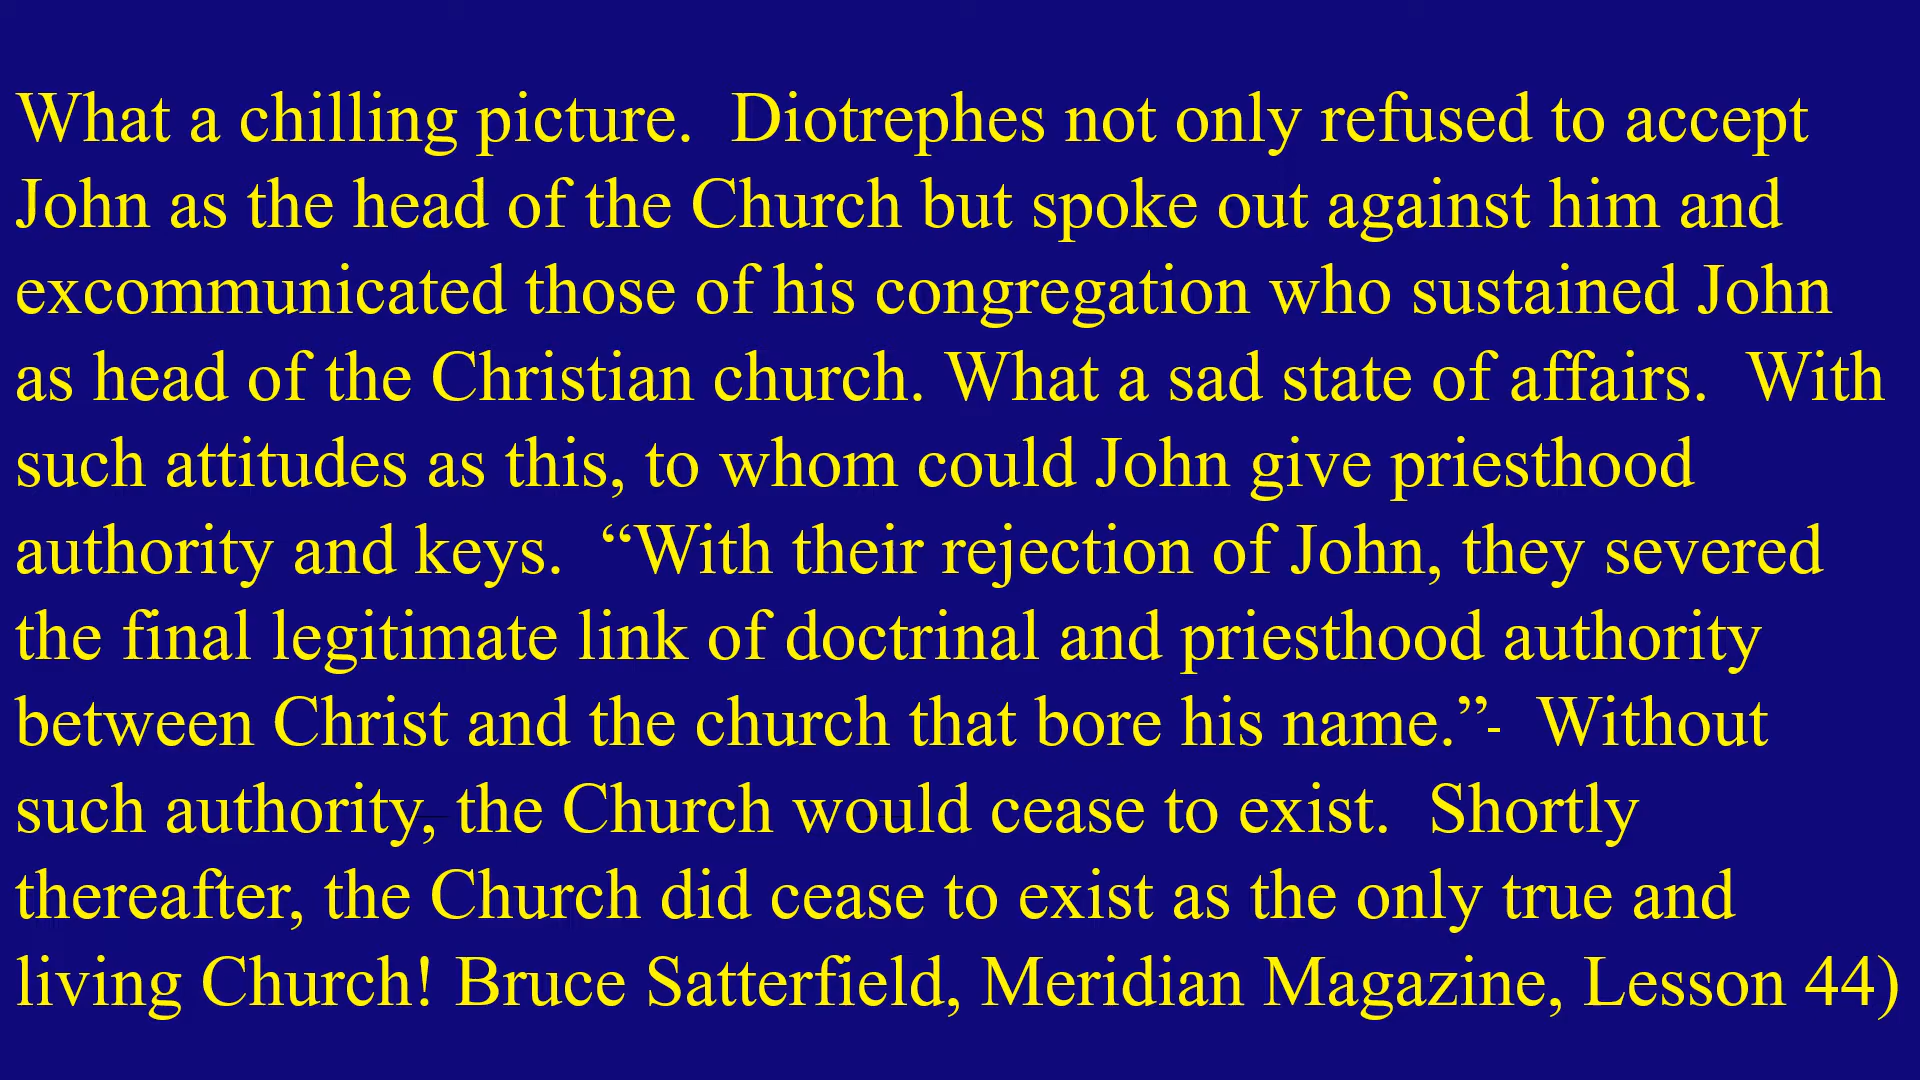 What a chilling picture.  Diotrephes not only refused to accept
John as the head of the Church but spoke out against him and
excommunicated those of his congregation who sustained John
as head of the Christian church. What a sad state of affairs.  With
such attitudes as this, to whom could John give priesthood
authority and keys.  “With their rejection of John, they severed
the final legitimate link of doctrinal and priesthood authority
between Christ and the church that bore his name.”-  Without
such authority, the Church would cease to exist.  Shortly
thereafter, the Church did cease to exist as the only true and
living Church! Bruce Satterfield, Meridian Magazine, Lesson 44)